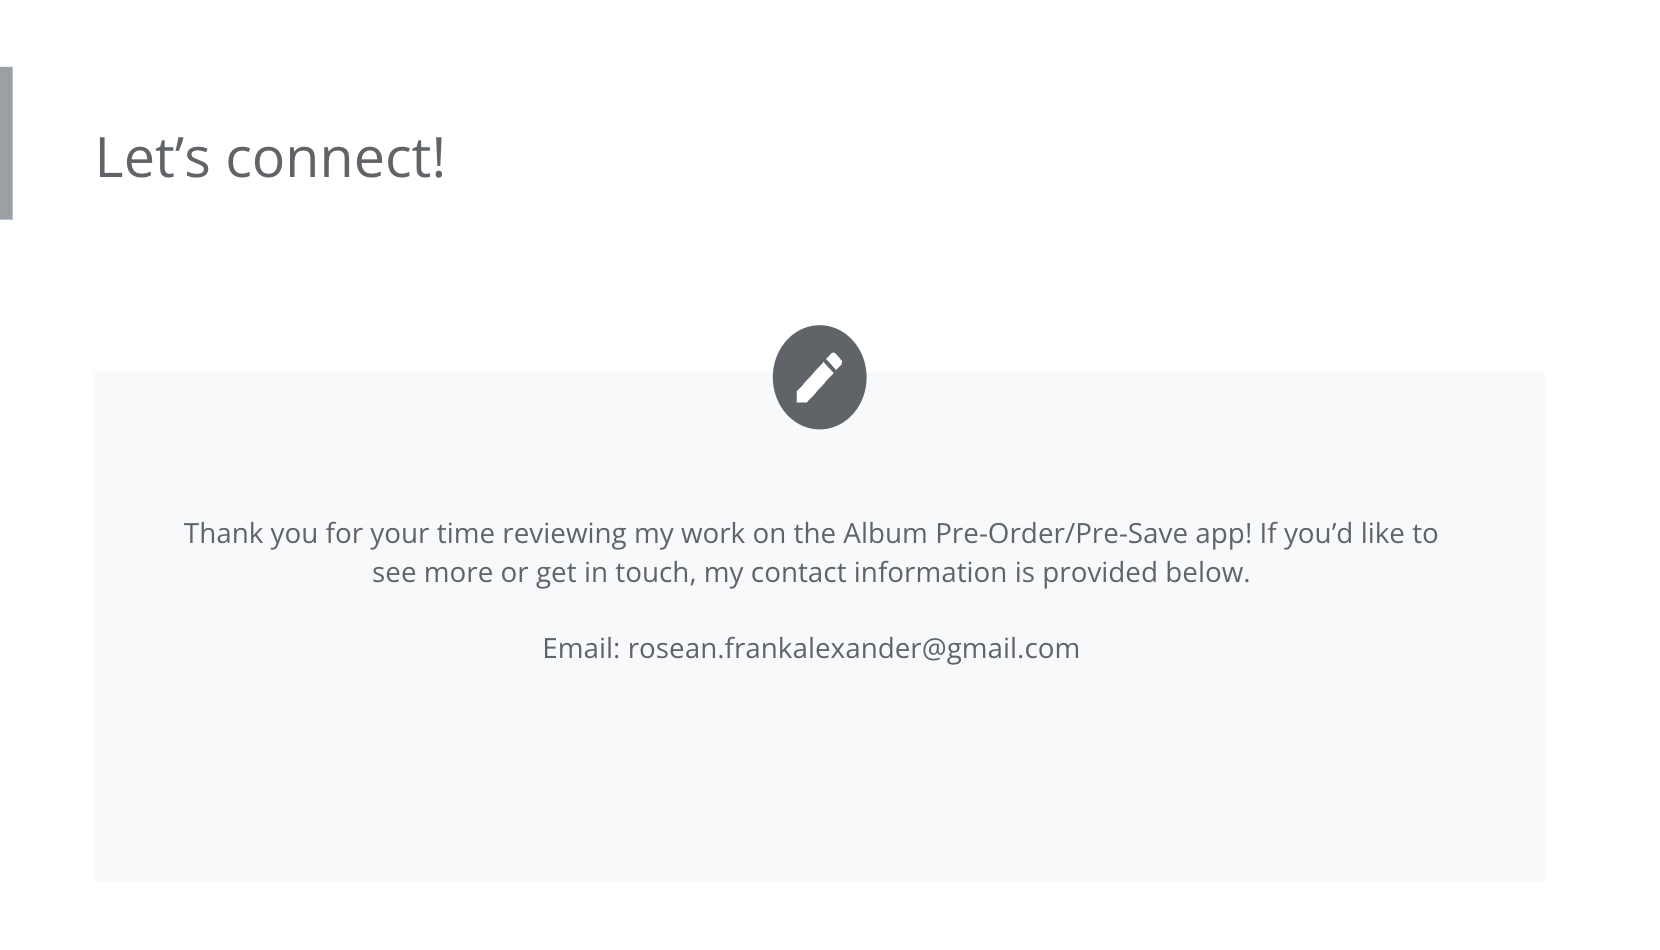 Let’s connect!
Thank you for your time reviewing my work on the Album Pre-Order/Pre-Save app! If you’d like to
see more or get in touch, my contact information is provided below.
Email: rosean.frankalexander@gmail.com